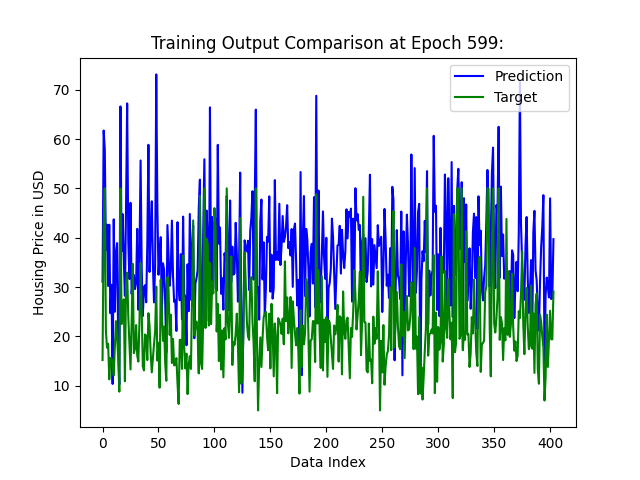 Training Output Comparison at Epoch 599:
Prediction
Target
Housing Price in USD
70
60
50
40
30
20
10
0 50 100 150 200 250 300 350 400
Data Index